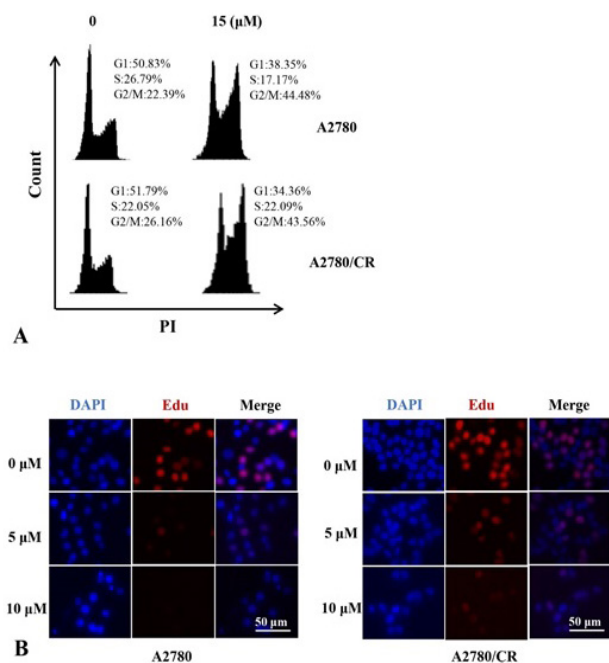 0
15 (μM)
G1:50.83%
S:26.79%
G2/M:22.39%
G1:38.35%
S:17.17%
G2/M:44.48%
A2780
Count
G1:51.79%
S:22.05%
G2/M:26.16%
G1:34.36%
S:22.09%
G2/M:43.56%
A2780/CR
PI
A
DAPI Edu Merge
0 μM
5 μM
10 μM
50 μm
A2780
DAPI Edu Merge
0 μM
5 μM
10 μM
50 μm
A2780/CR
B